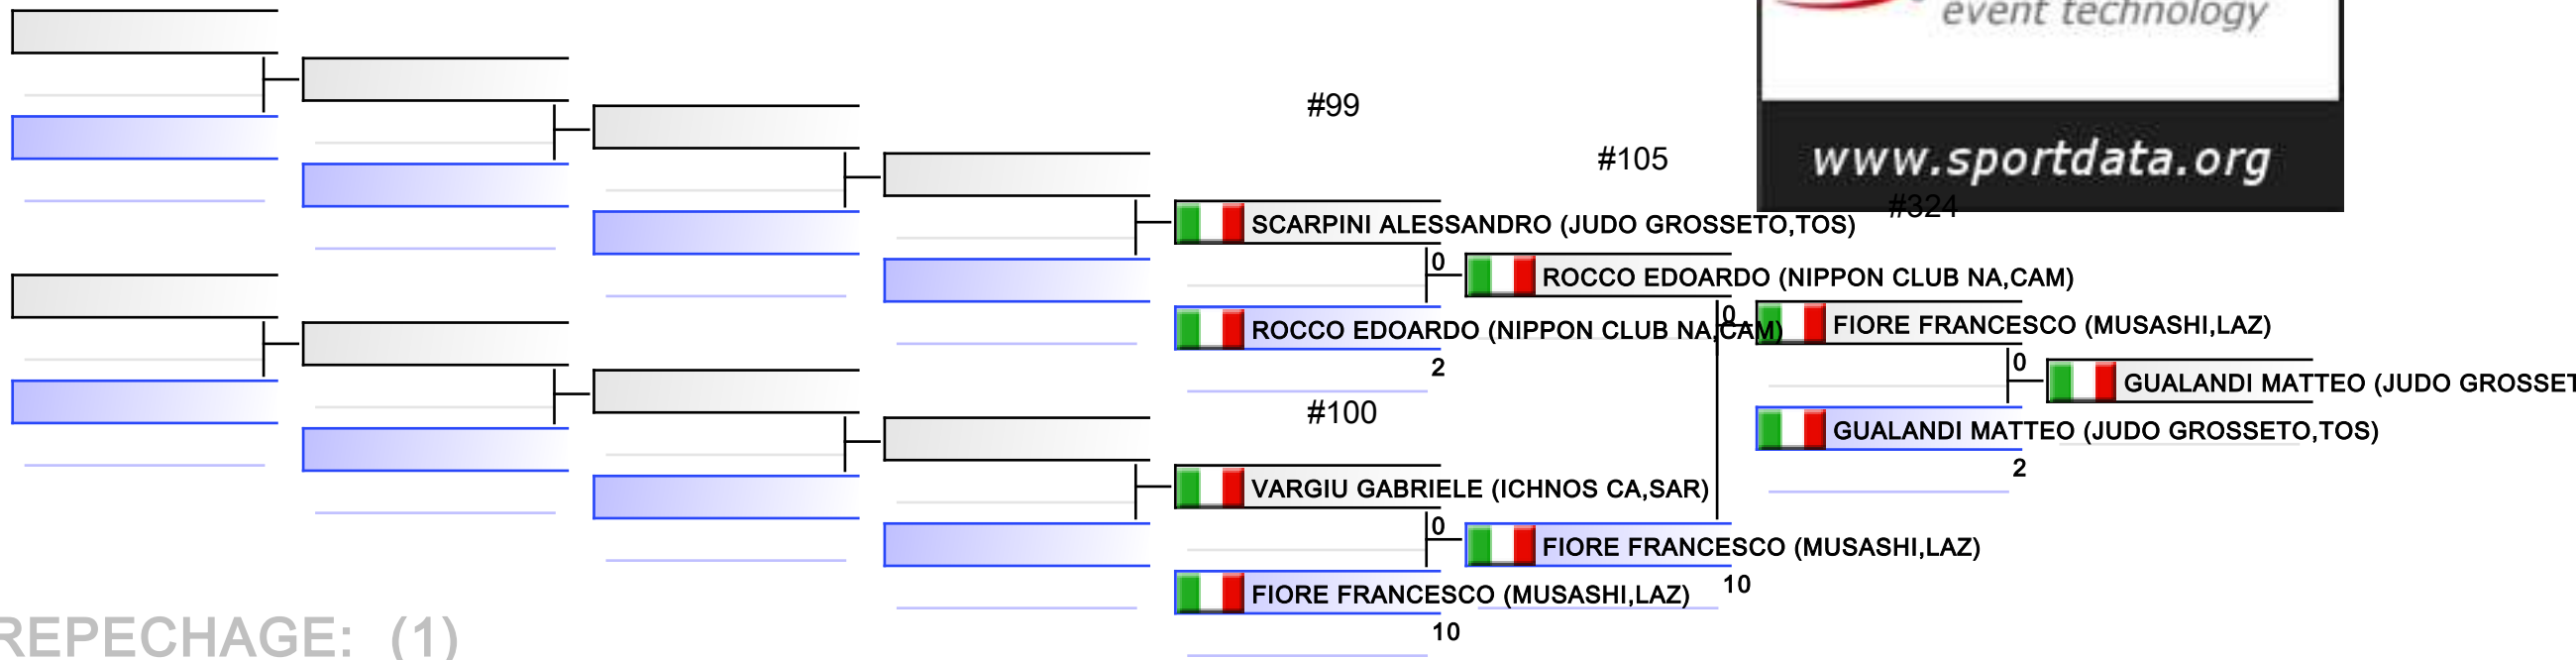 event technology
www.sportdata.org
#99
#105
#324
SCARPINI ALESSANDRO (JUDO GROSSETO,TOS)
0
ROCCO EDOARDO (NIPPON CLUB NA,CAM)
ROCCO EDOARDO (NIPPON CLUB NA,CAM)
2
0
FIORE FRANCESCO (MUSASHI,LAZ)
0
GUALANDI MATTEO (JUDO GROSSET
GUALANDI MATTEO (JUDO GROSSETO,TOS)
2
#100
VARGIU GABRIELE (ICHNOS CA,SAR)
0
FIORE FRANCESCO (MUSASHI,LAZ)
10
FIORE FRANCESCO (MUSASHI,LAZ)
10
REPECHAGE: (1)